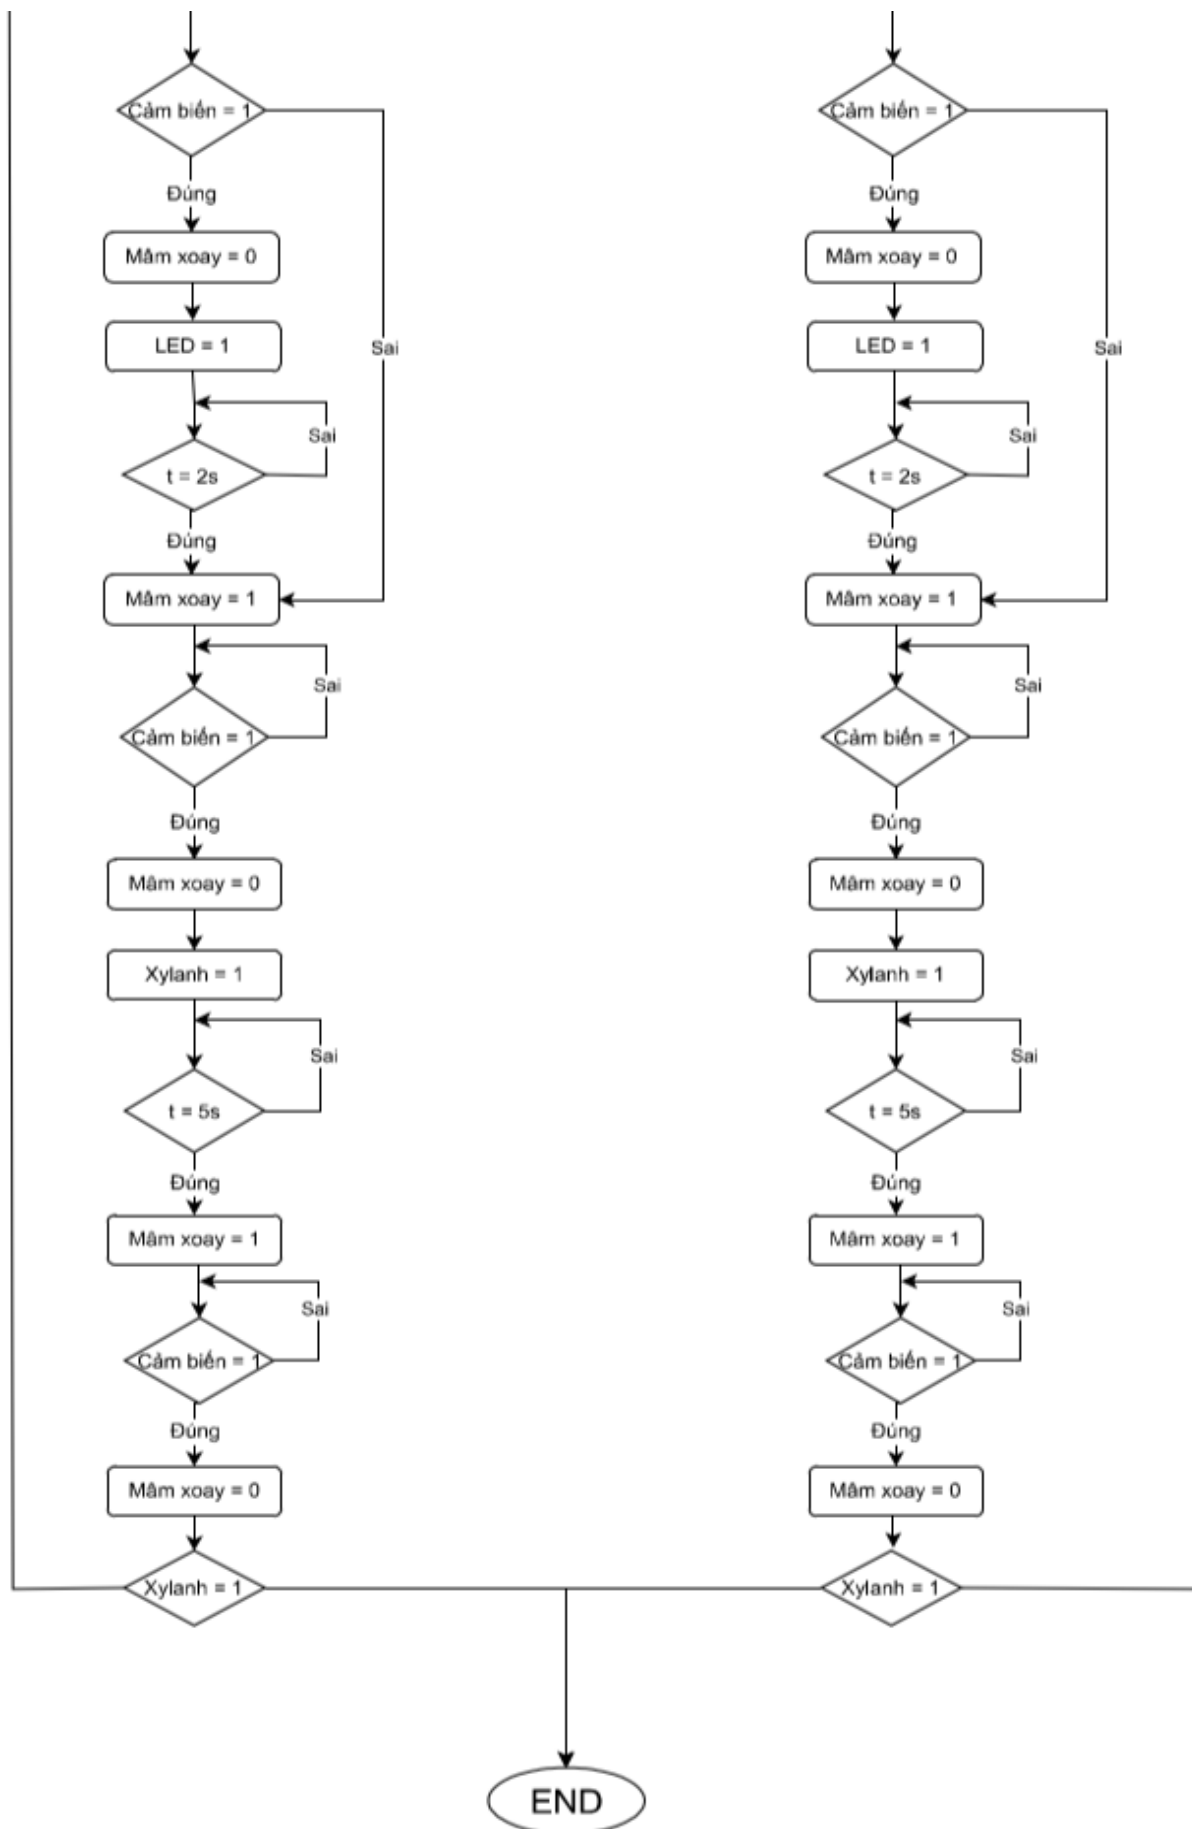 Cảm biến = 1
Đúng
Mâm xoay = 0
LED = 1
Sai
Sai
t = 2s
Đúng
Mâm xoay = 1
Sai
Cảm biến = 1
Đúng
Mâm xoay = 0
Xylanh = 1
Sai
t = 5s
Đúng
Mâm xoay = 1
Sai
Cảm biến = 1
Đúng
Mâm xoay = 0
Xylanh = 1
Cảm biến = 1
Đúng
Mâm xoay = 0
LED = 1
Sai
Sai
t = 2s
Đúng
Mâm xoay = 1
Sai
Cảm biến = 1
Đúng
Mâm xoay = 0
Xylanh = 1
Sai
t = 5s
Đúng
Mâm xoay = 1
Sai
Cảm biến = 1
Đúng
Mâm xoay = 0
Xylanh = 1
END